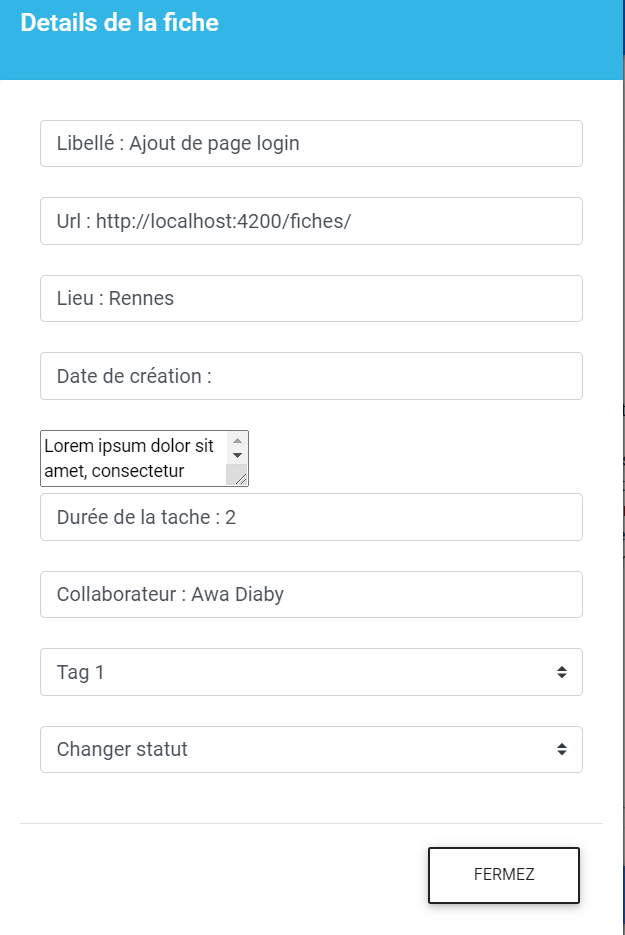 Details de la fiche
Libellé : Ajout de page login
Url : http://localhost:4200/fiches/
Lieu : Rennes
Date de création :
Lorem ipsum dolor sit
amet, consectetur
Durée de la tache : 2
Collaborateur : Awa Diaby
Tag 1
Changer statut
FERMEZ